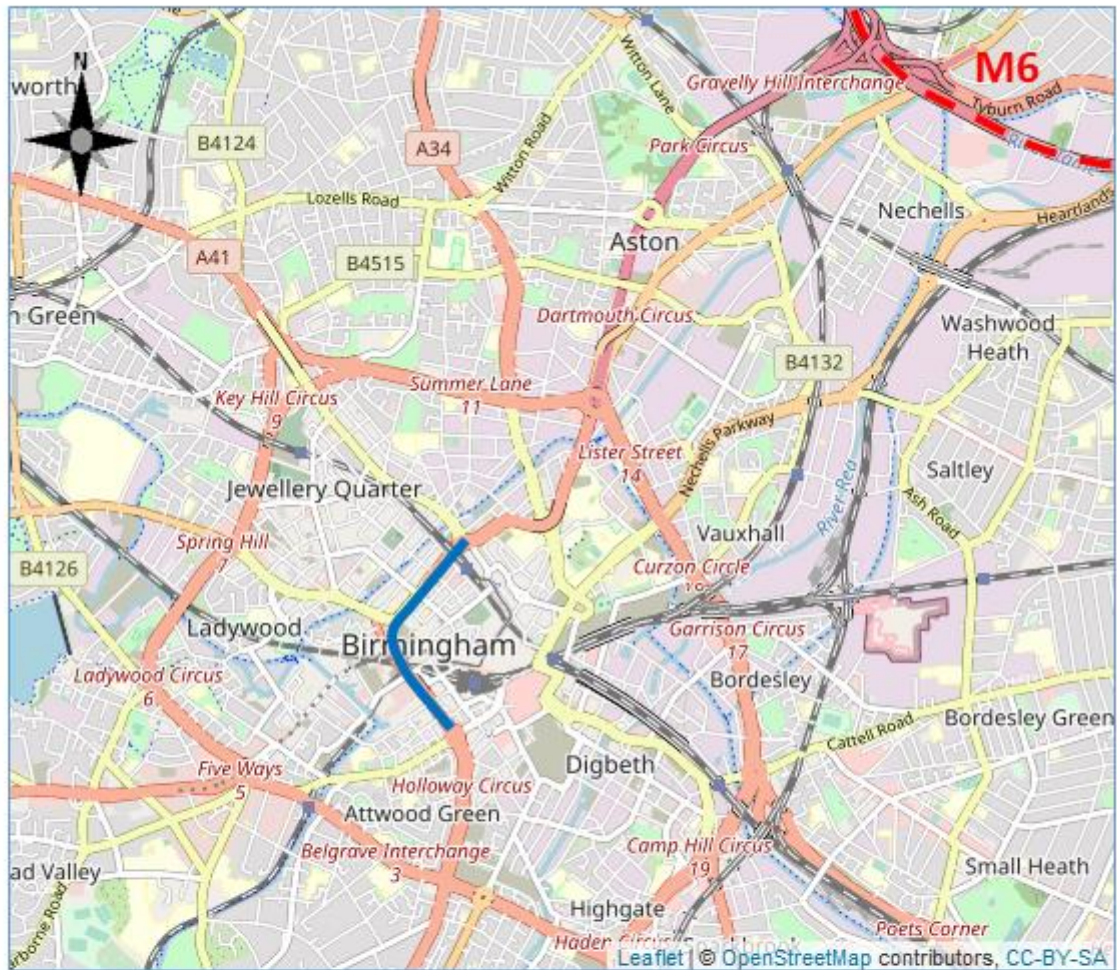 N
worth
M6
Gravelly Hill Interchange
Tyburn Road
Witton Lane
B4124
A34
Witton Road
Park Circus
Lozells Road
Nechells
Heartlands
Aston
A41
B4515
n Green
Dartmouth Circus
Washwood
Heath
B4132
Summer Lane
11
Key Hill Circus
9
Nechells Parkway
Lister Street
14
Saltley
Jewellery Quarter
Ash Road
River Rea
Spring Hill
7
Vauxhall
B4126
Curzon Circle
Ladywood
Garrison Circus
17
Birmingham
Ladywood Circus
6
Bordesley
Bordesley Green
Cattell Road
Five Ways
5
Digbeth
Holloway Circus
Attwood Green
Belgrave Interchange
3
Camp Hill Circus
19
ad Valley
Small Heath
Highgate
arborne Road
Poets Corner
Haden Circus
Leaflet | © OpenStreetMap contributors, CC-BY-SA